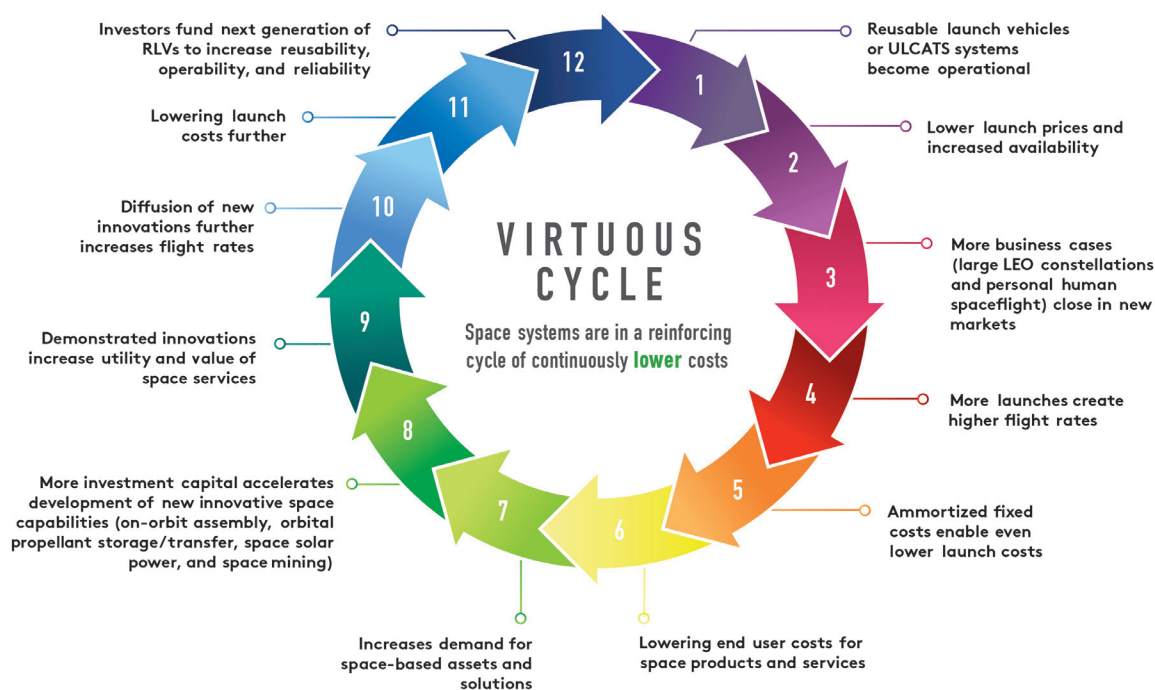 VIRTUOUS
CYCLE
Space systems are in a reinforcing
cycle of continuously lower costs
1
Reusable launch vehicles
or ULCATS systems
become operational
2
Lower launch prices and
increased availability
3
More business cases
(large LEO constellations
and personal human
spaceflight) close in new
markets
4
More launches create
higher flight rates
5
Ammortized fixed
costs enable even
lower launch costs
6
Lowering end user costs for
space products and services
7
Increases demand for
space-based assets and
solutions
8
More investment capital accelerates
development of new innovative space
capabilities (on-orbit assembly, orbital
propellant storage/transfer, space solar
power, and space mining)
9
Demonstrated innovations
increase utility and value of
space services
10
Diffusion of new
innovations further
increases flight rates
11
Lowering launch
costs further
12
Investors fund next generation of
RLVs to increase reusability,
operability, and reliability